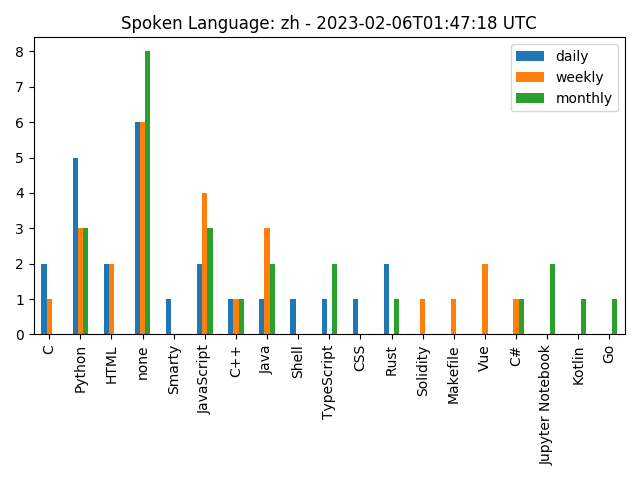 Spoken Language: zh - 2023-02-06T01:47:18 UTC
daily
weekly
monthly
8
7
6
5
4
3
2
1
0
C
Python
HTML
none
Smarty
JavaScript
C++
Java
Shell
TypeScript
CSS
Rust
Solidity
Makefile
Vue
C#
Jupyter Notebook
Kotlin
Go